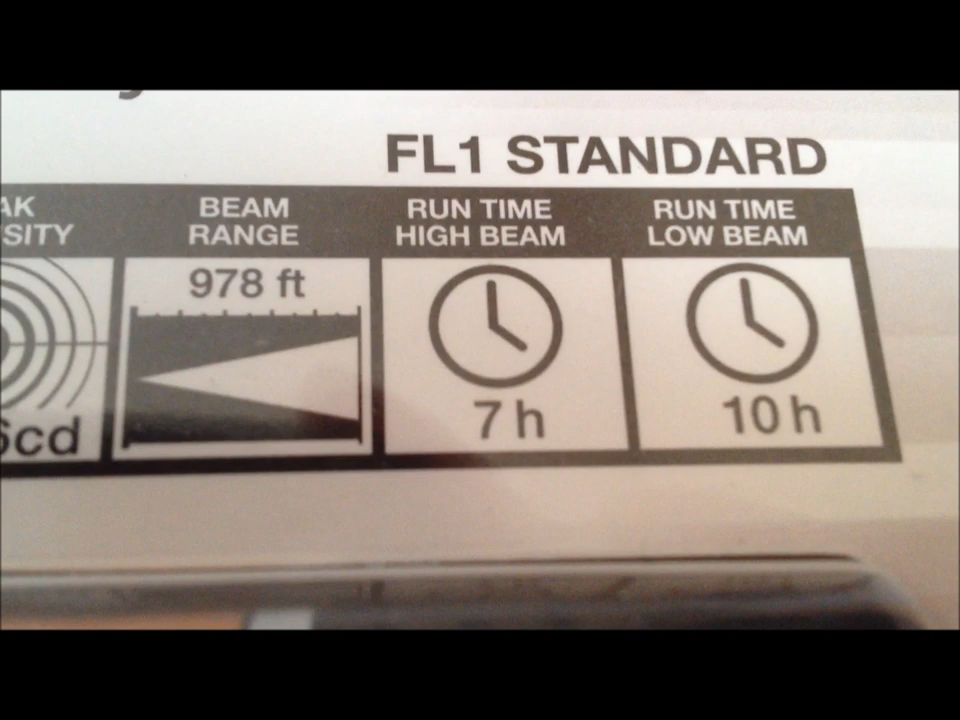 FL1 STANDARD
BEAM
RANGE
978 ft
RUN TIME
HIGH BEAM
7 h
RUN TIME
LOW BEAM
10 h